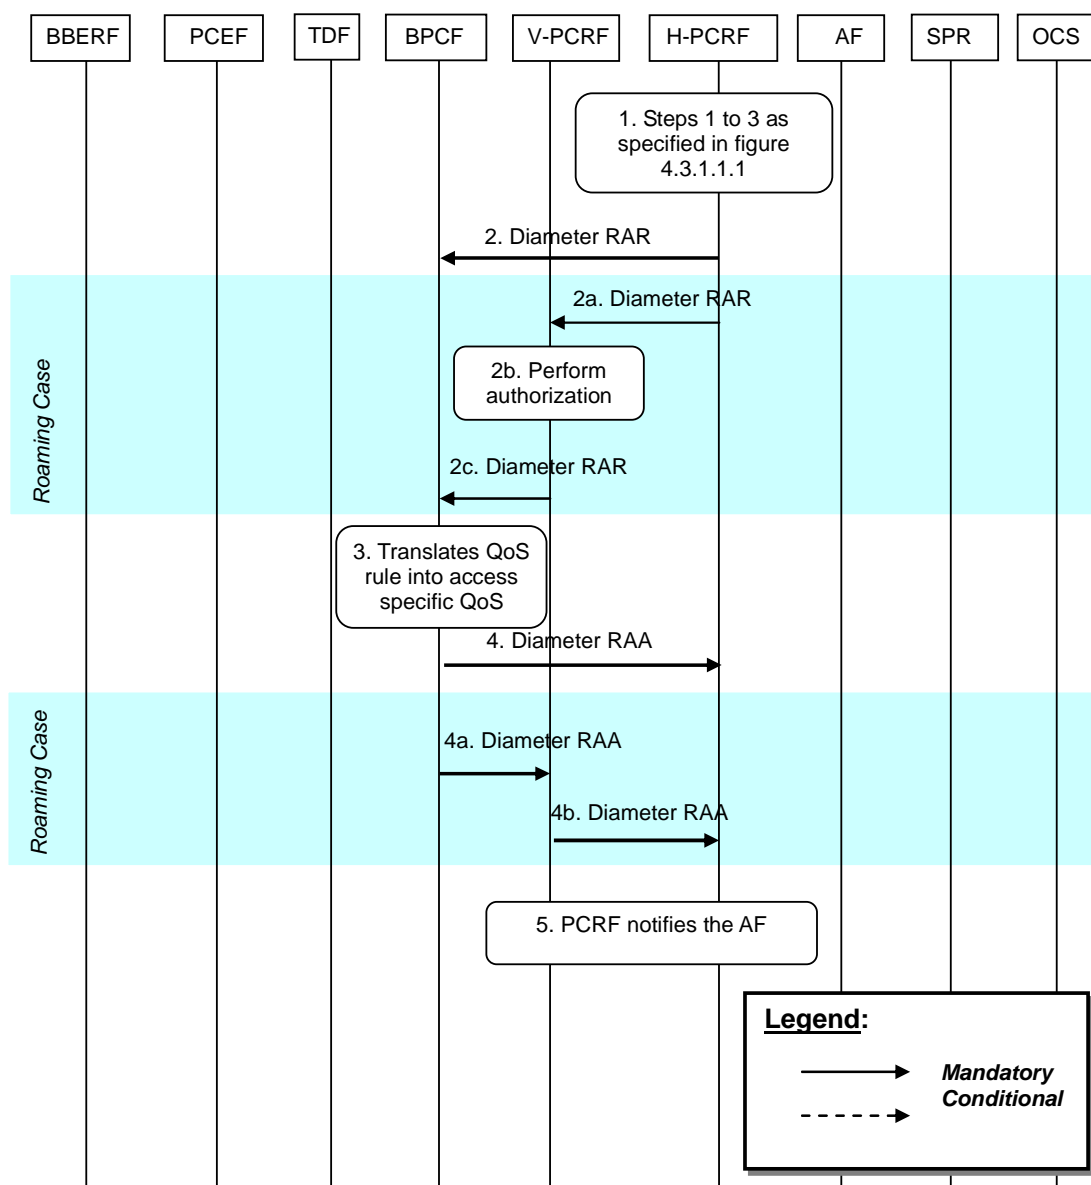 BBERF
PCEF
TDF
BPCF
V-PCRF
H-PCRF
AF
SPR
OCS
1. Steps 1 to 3 as
specified in figure
4.3.1.1.1
2. Diameter RAR
2a. Diameter RAR
2b. Perform
authorization
Roaming Case
2c. Diameter RAR
3. Translates QoS
rule into access
specific QoS
4. Diameter RAA
Roaming Case
4a. Diameter RAA
4b. Diameter RAA
5. PCRF notifies the AF
Legend:
Mandatory
Conditional